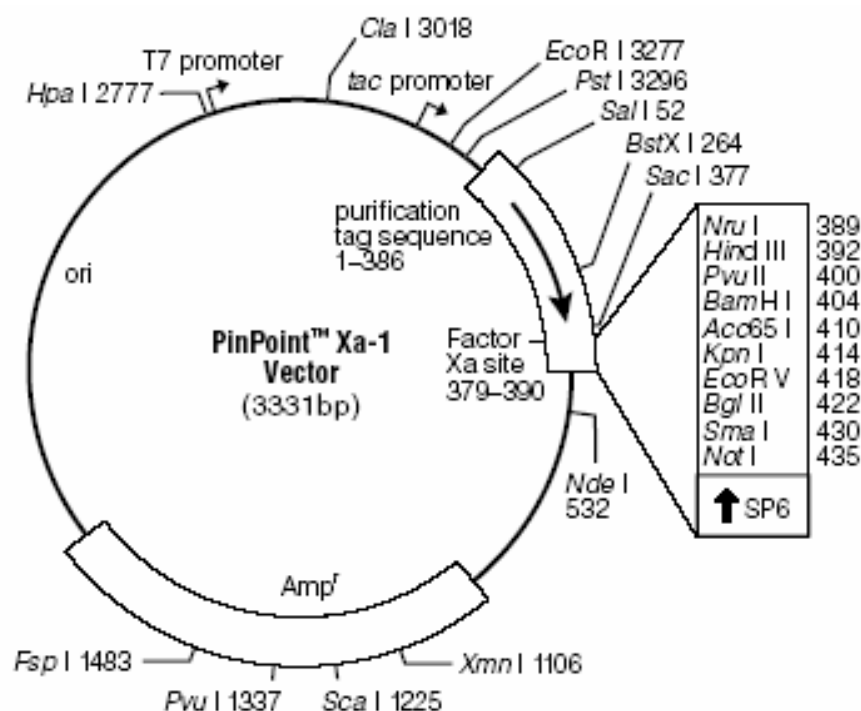 Cla I 3018
T7 promoter
EcoR I 3277
Hpa I 2777
tac promoter
Pst I 3296
Sal I 52
BstX I 264
Sac I 377
purification
tag sequence
1–386
Nru I 389
Hind III 392
Pvu II 400
BamH I 404
Acc65 I 410
Kpn I 414
EcoR V 418
Bgl II 422
Sma I 430
Not I 435
SP6
ori
PinPoint™ Xa-1
Vector
(3331bp)
Factor
Xa site
379–390
Nde I
532
Ampʳ
Fsp I 1483
Pvu I 1337
Sca I 1225
Xmn I 1106